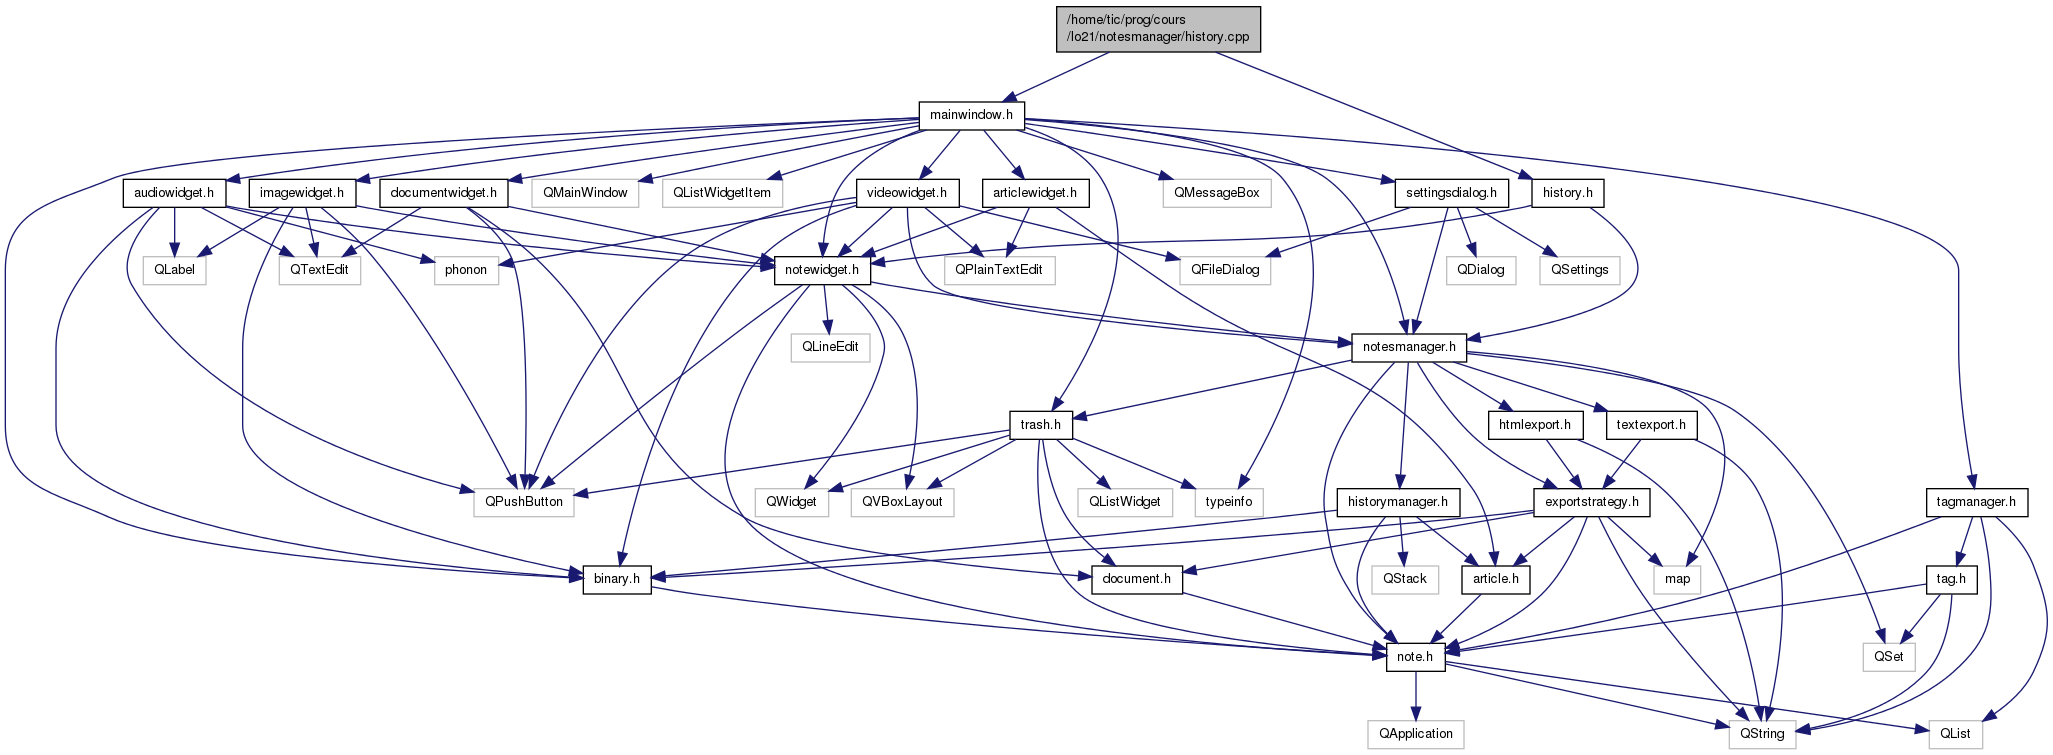 /home/tic/prog/cours
/lo21/notesmanager/history.cpp
mainwindow.h
audiowidget.h
imagewidget.h
documentwidget.h
QMainWindow
QListWidgetItem
videowidget.h
articlewidget.h
QMessageBox
settingsdialog.h
history.h
QLabel
QTextEdit
phonon
notewidget.h
QPlainTextEdit
QFileDialog
QDialog
QSettings
QLineEdit
notesmanager.h
trash.h
htmlexport.h
textexport.h
QPushButton
QWidget
QVBoxLayout
QListWidget
typeinfo
historymanager.h
exportstrategy.h
tagmanager.h
binary.h
document.h
QStack
article.h
map
tag.h
note.h
QSet
QApplication
QString
QList